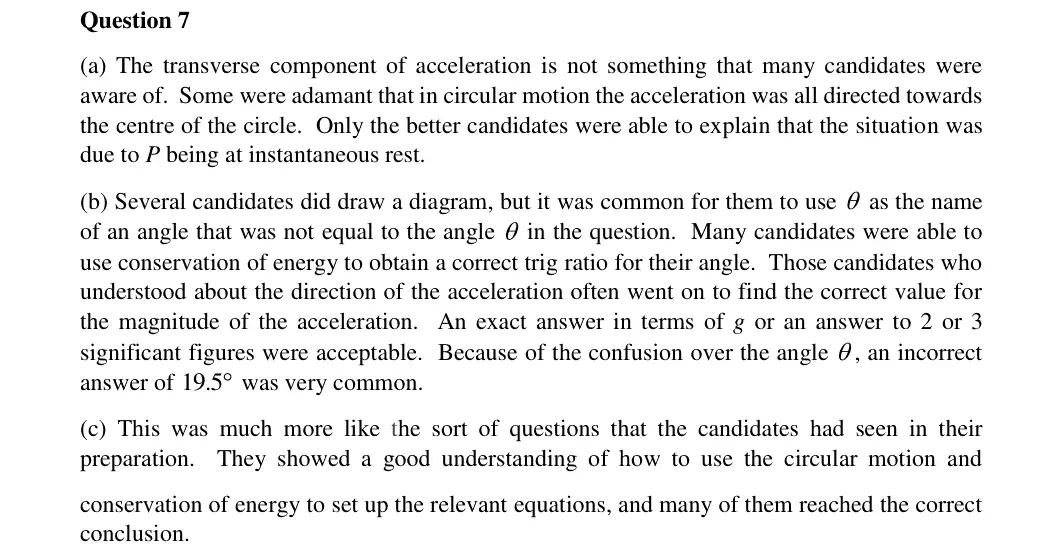 Question 7
(a) The transverse component of acceleration is not something that many candidates were
aware of. Some were adamant that in circular motion the acceleration was all directed towards
the centre of the circle. Only the better candidates were able to explain that the situation was
due to P being at instantaneous rest.
(b) Several candidates did draw a diagram, but it was common for them to use θ as the name
of an angle that was not equal to the angle θ in the question. Many candidates were able to
use conservation of energy to obtain a correct trig ratio for their angle. Those candidates who
understood about the direction of the acceleration often went on to find the correct value for
the magnitude of the acceleration. An exact answer in terms of g or an answer to 2 or 3
significant figures were acceptable. Because of the confusion over the angle θ, an incorrect
answer of 19.5° was very common.
(c) This was much more like the sort of questions that the candidates had seen in their
preparation. They showed a good understanding of how to use the circular motion and
conservation of energy to set up the relevant equations, and many of them reached the correct
conclusion.